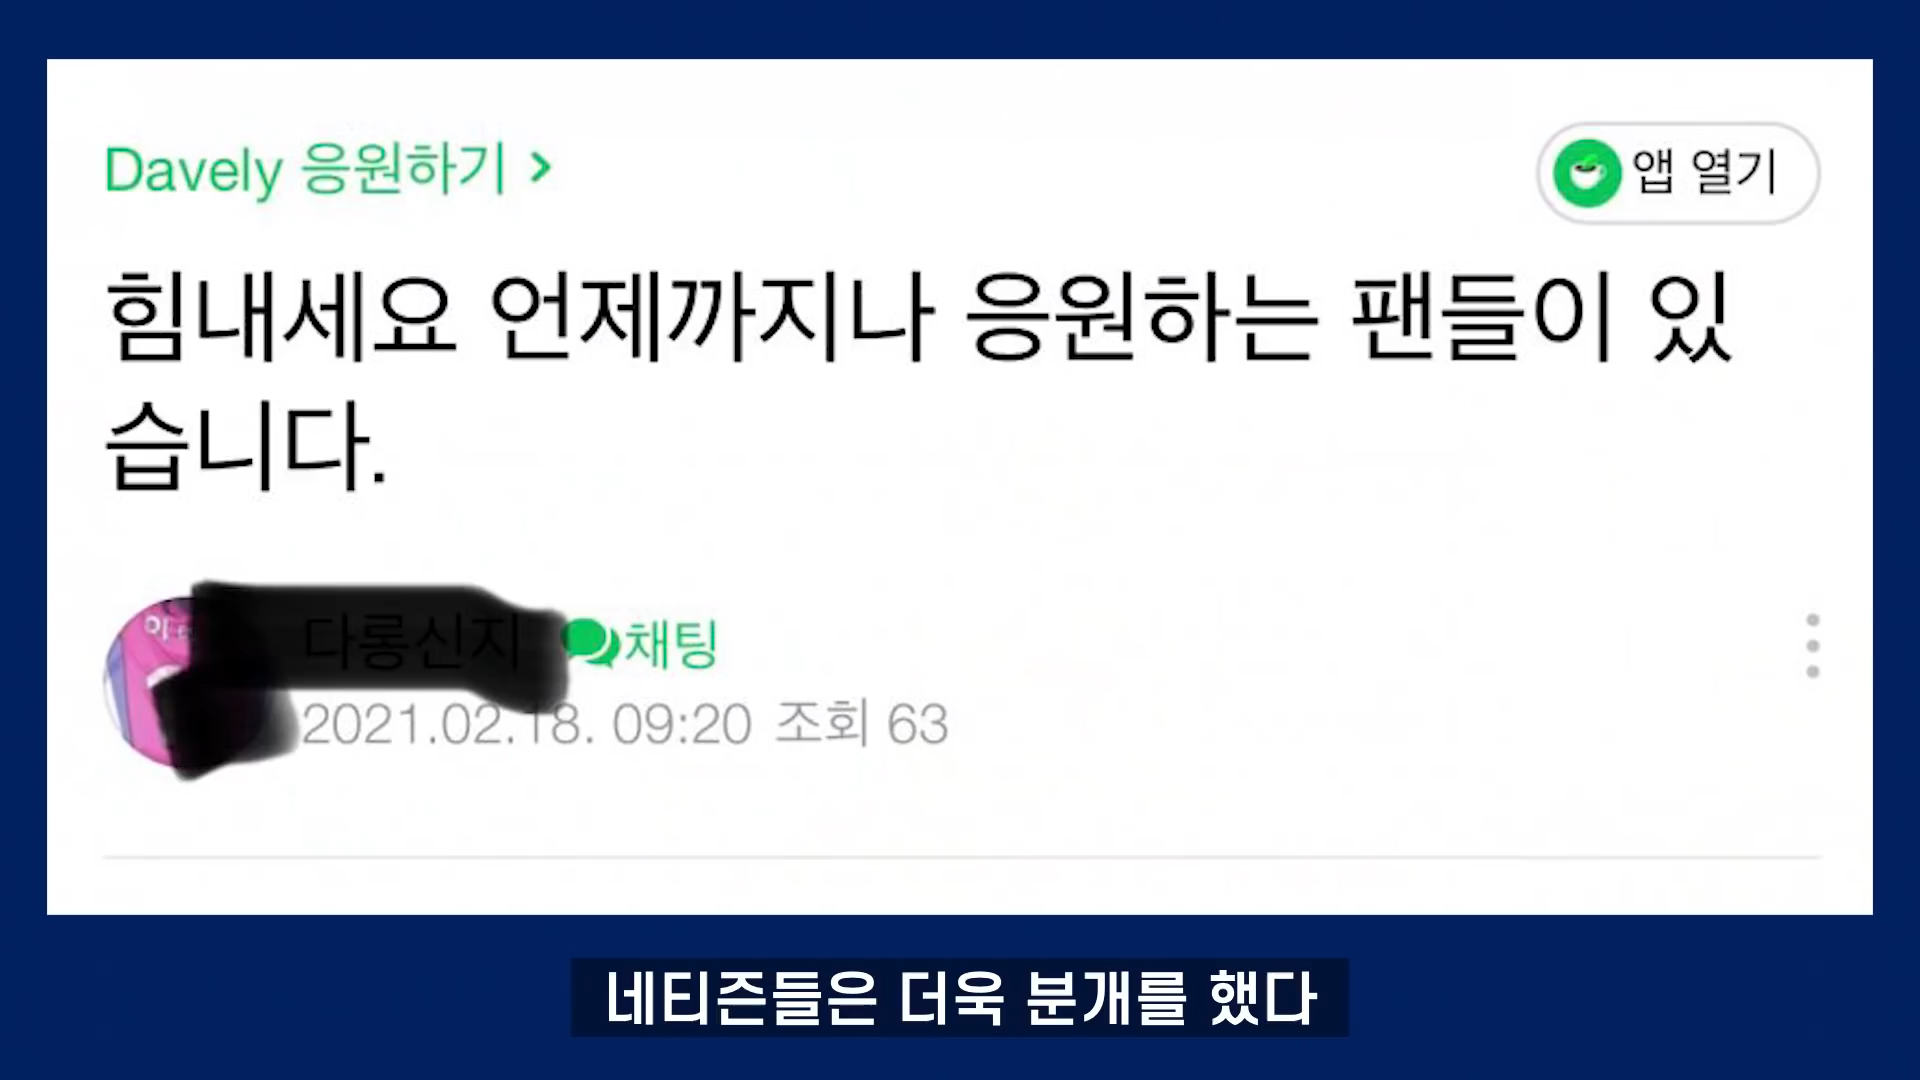 Davely 응원하기 >
앱 열기
힘내세요 언제까지나 응원하는 팬들이 있
습니다.
다롱신지 채팅
2021.02.18. 09:20 조회 63
네티즌들은 더욱 분개를 했다